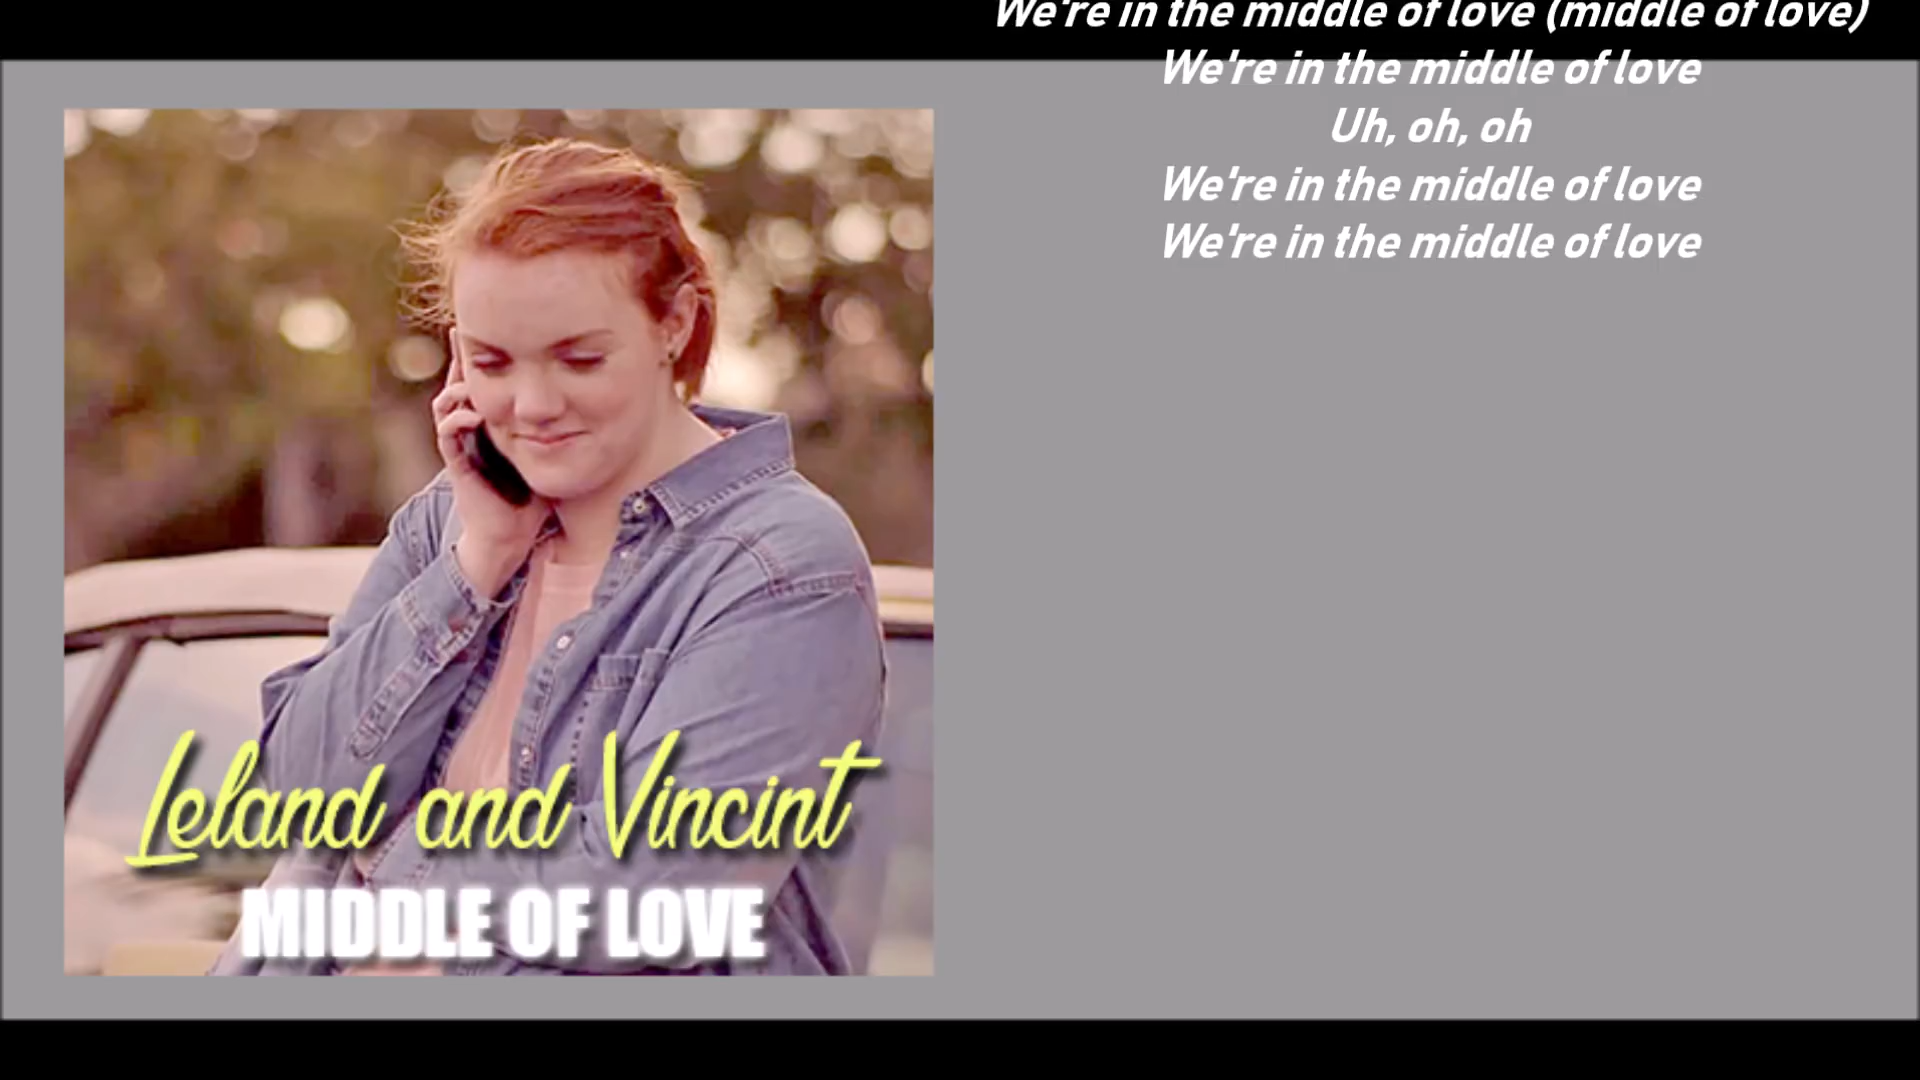 We're in the middle of love (middle of love)
We're in the middle of love
Uh, oh, oh
We're in the middle of love
We're in the middle of love
Leland and Vincint
MIDDLE OF LOVE